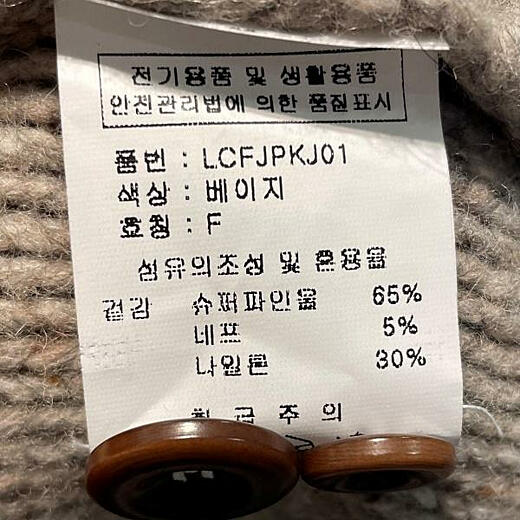 전기용품 및 생활용품
안전관리법에 의한 품질표시
품번 : LCFJPKJ01
색상 : 베이지
호칭 : F
섬유의조성 및 혼용율
겉감 슈퍼파인울 65%
네프 5%
나일론 30%
취 급 주 의